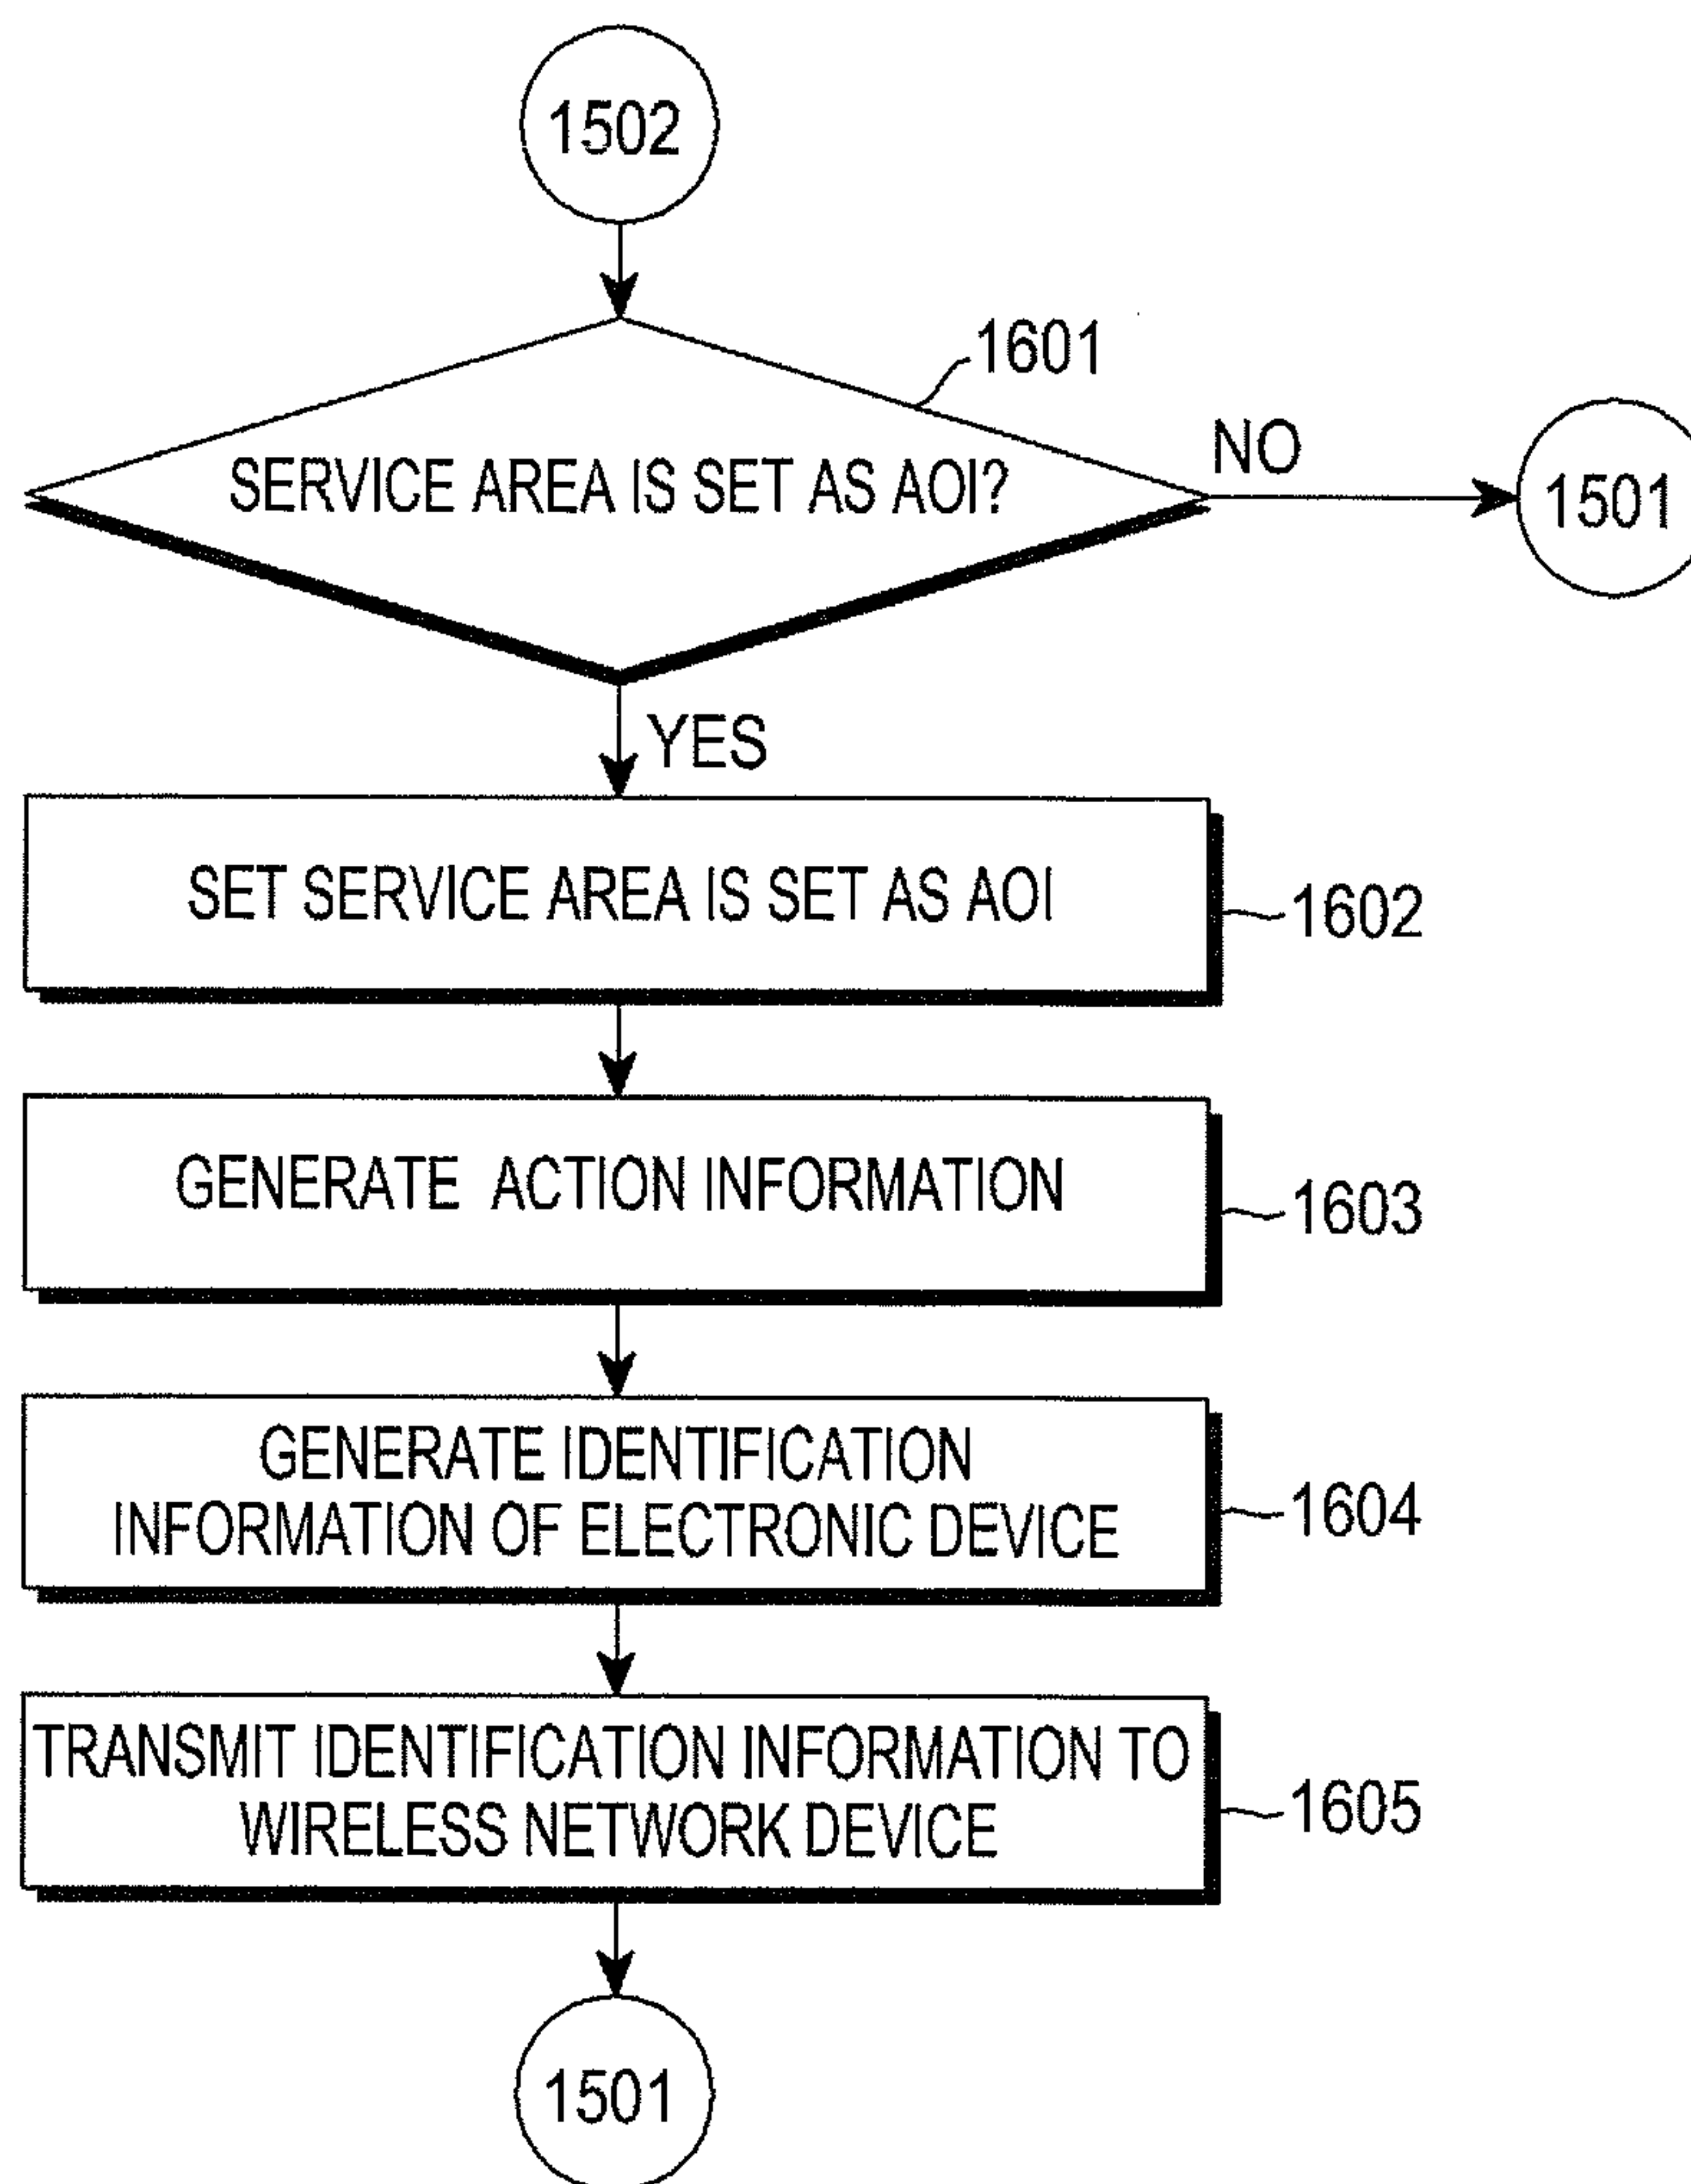 1502
1601
SERVICE AREA IS SET AS AOI?
NO
1501
YES
SET SERVICE AREA IS SET AS AOI
1602
GENERATE ACTION INFORMATION
1603
GENERATE IDENTIFICATION
INFORMATION OF ELECTRONIC DEVICE
1604
TRANSMIT IDENTIFICATION INFORMATION TO
WIRELESS NETWORK DEVICE
1605
1501